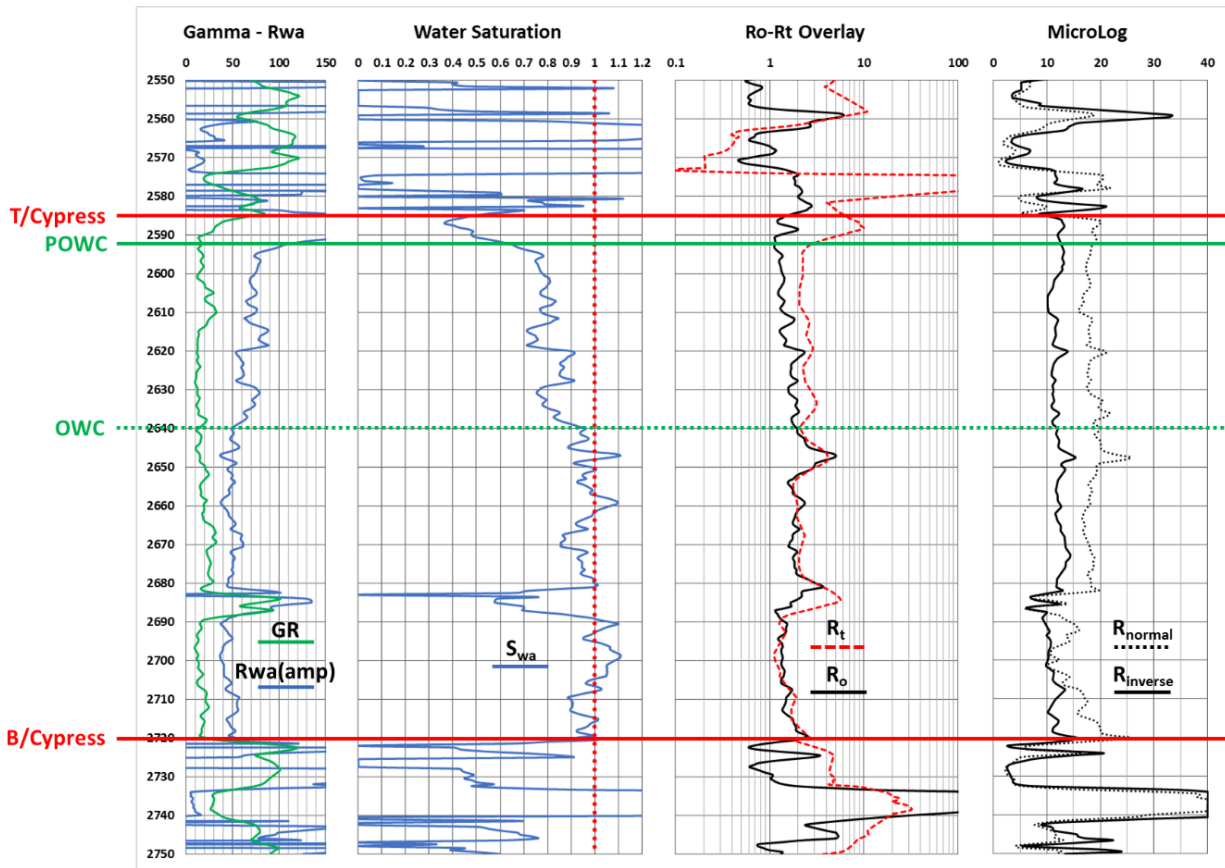 Gamma - Rwa Water Saturation Ro-Rt Overlay MicroLog
0 50 100 150 0 0.1 0.2 0.3 0.4 0.5 0.6 0.7 0.8 0.9 1 1.1 1.2 0.1 1 10 100 0 10 20 30 40
2550
2560
2570
2580
T/Cypress
2590
POWC
2600
2610
2620
2630
OWC 2640
2650
2660
2670
2680
2690
GR Rt Rnormal
Swa
2700
Rwa(amp) Ro Rinverse
2710
B/Cypress 2720
2730
2740
2750